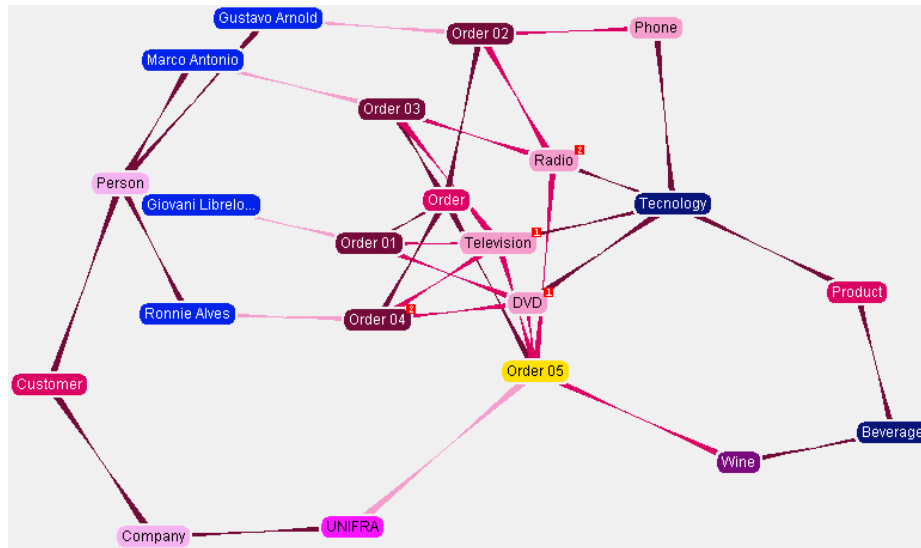 Gustavo Arnold
Order 02
Phone
Marco Antonio
Order 03
2
Radio
Person
Order
Tecnology
Giovani Librelo...
Order 01
Television
1
DVD
1
Product
Ronnie Alves
Order 04
2
Order 05
Customer
Beverage
Wine
UNIFRA
Company